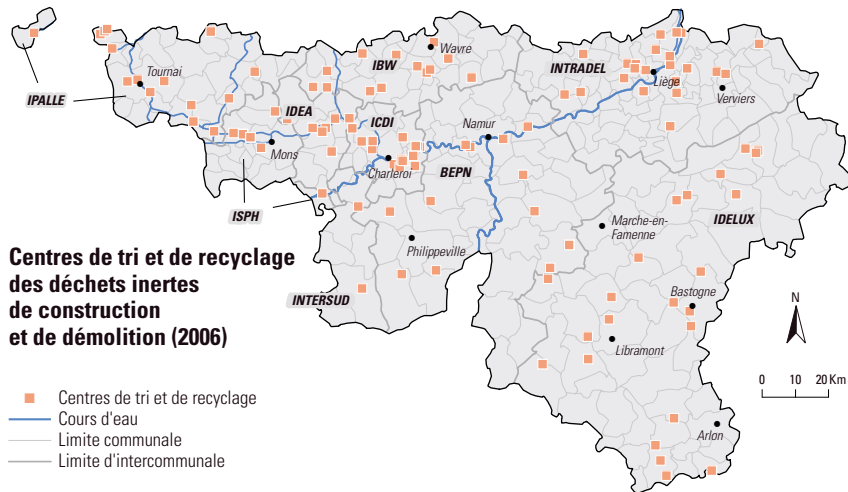 Centres de tri et de recyclage
des déchets inertes
de construction
et de démolition (2006)
Centres de tri et de recyclage
Cours d'eau
Limite communale
Limite d'intercommunale
IPALLE
Tournai
IDEA
Mons
ISPH
IBW
Wavre
ICDI
Charleroi
BEPN
Namur
Philippeville
INTERSUD
INTRADEL
Liège
Verviers
IDELUX
Marche-en-
Famenne
Bastogne
Libramont
Arlon
N
0 10 20 Km